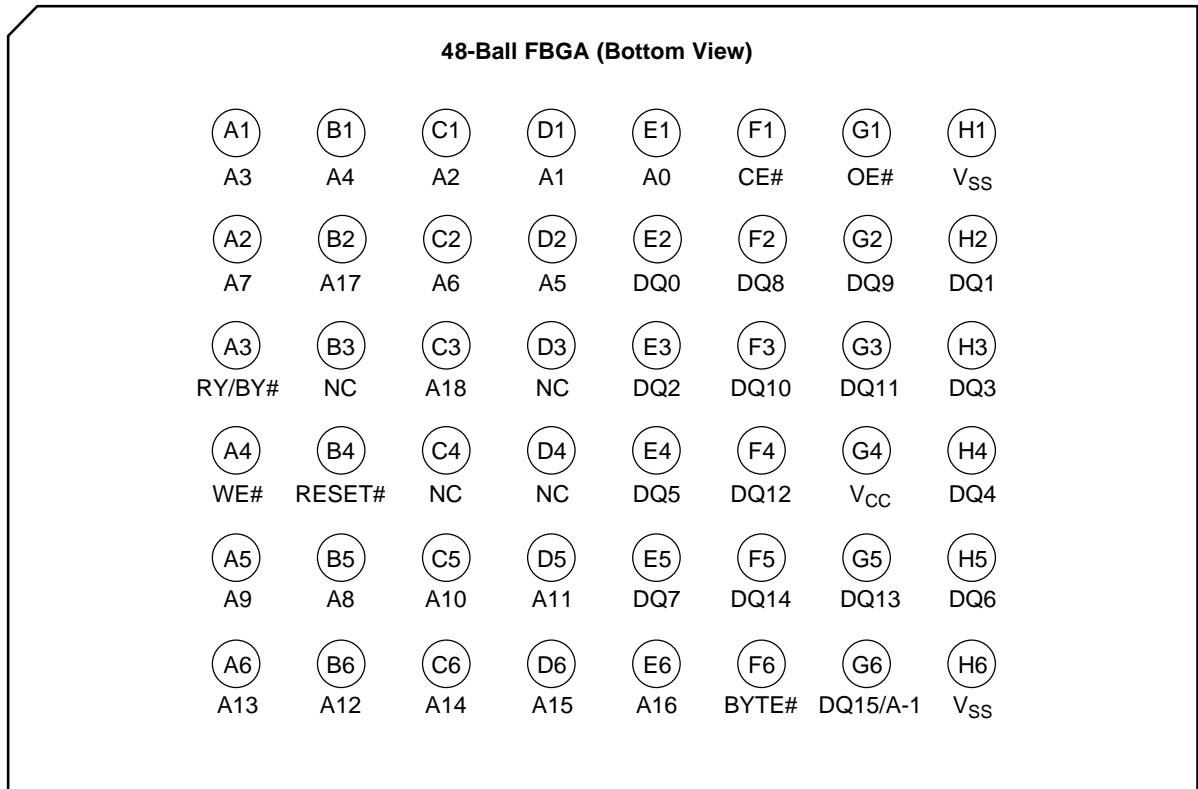 48-Ball FBGA (Bottom View)
A1 B1 C1 D1 E1 F1 G1 H1
A3 A4 A2 A1 A0 CE# OE# VSS
A2 B2 C2 D2 E2 F2 G2 H2
A7 A17 A6 A5 DQ0 DQ8 DQ9 DQ1
A3 B3 C3 D3 E3 F3 G3 H3
RY/BY# NC A18 NC DQ2 DQ10 DQ11 DQ3
A4 B4 C4 D4 E4 F4 G4 H4
WE# RESET# NC NC DQ5 DQ12 VCC DQ4
A5 B5 C5 D5 E5 F5 G5 H5
A9 A8 A10 A11 DQ7 DQ14 DQ13 DQ6
A6 B6 C6 D6 E6 F6 G6 H6
A13 A12 A14 A15 A16 BYTE# DQ15/A-1 VSS